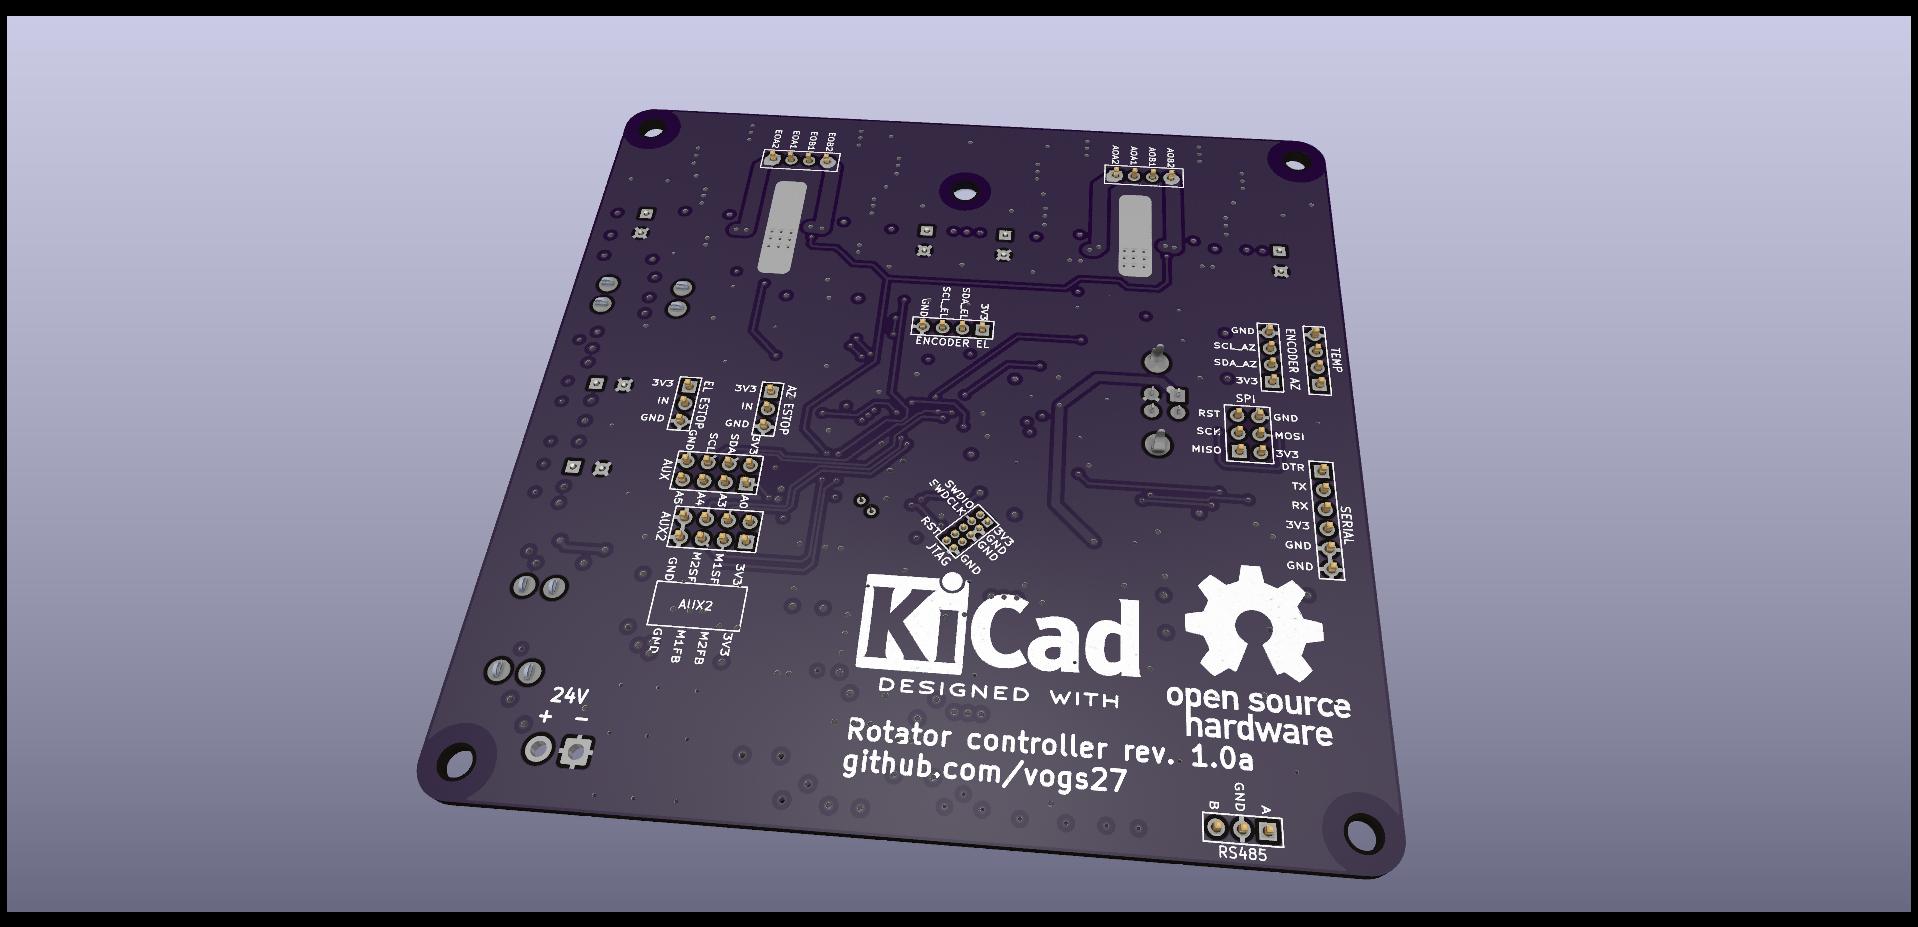 EOA2
EOA1
EOB1
EOB2
AOA2
AOA1
AOB1
AOB2
GND
SCL_EL
SDA_EL
3V3
ENCODER EL
GND
SCL_AZ
SDA_AZ
3V3
ENCODER AZ
TEMP
3V3
IN
GND
EL ESTOP
3V3
IN
GND
AZ ESTOP
SPI
RST
GND
SCK
MOSI
MISO
3V3
GND
SCL
SDA
3V3
AUX
A5
A4
A3
A0
AUX2
GND
M2SF
M1SF
3V3
AUX2
GND
M1FB
M2FB
3V3
SWDIO
SWDCLK
RST
JTAG
3V3
GND
GND
GND
DTR
TX
RX
3V3
GND
GND
SERIAL
KiCad
DESIGNED WITH
open source
hardware
24V
+ -
Rotator controller rev. 1.0a
github.com/vogs27
B
GND
A
RS485